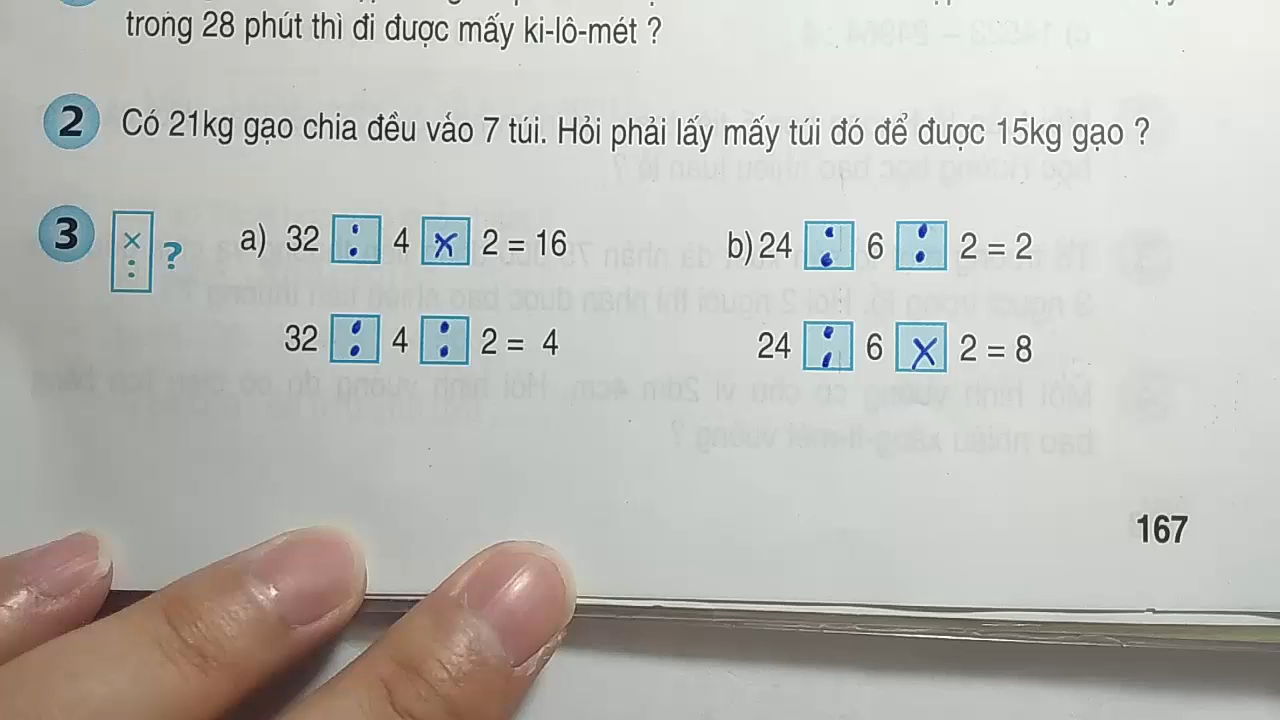 trong 28 phút thì đi được mấy ki-lô-mét ?
2 Có 21kg gạo chia đều vào 7 túi. Hỏi phải lấy mấy túi đó để được 15kg gạo ?
3 × : ? a) 32 : 4 × 2 = 16 b) 24 : 6 : 2 = 2
32 : 4 : 2 = 4 24 : 6 × 2 = 8
167